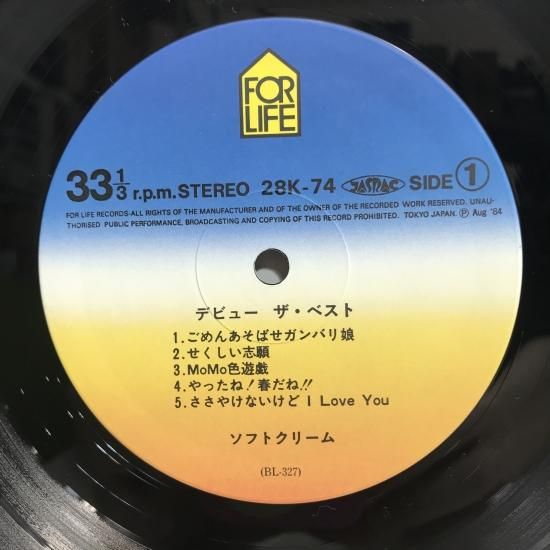 FOR
LIFE
33 1/3 r.p.m. STEREO 28K-74 JASRAC SIDE 1
FOR LIFE RECORDS-ALL RIGHTS OF THE MANUFACTURER AND OF THE OWNER OF THE RECORDED WORK RESERVED. UNAU-
THORISED PUBLIC PERFORMANCE, BROADCASTING AND COPYING OF THIS RECORD PROHIBITED. TOKYO JAPAN. Ⓟ Aug '84
デビュー ザ・ベスト
1.ごめんあそばせガンバリ娘
2.せくしい志願
3.MoMo色遊戯
4.やったね!春だね!!
5.ささやけないけど I Love You
ソフトクリーム
(BL-327)